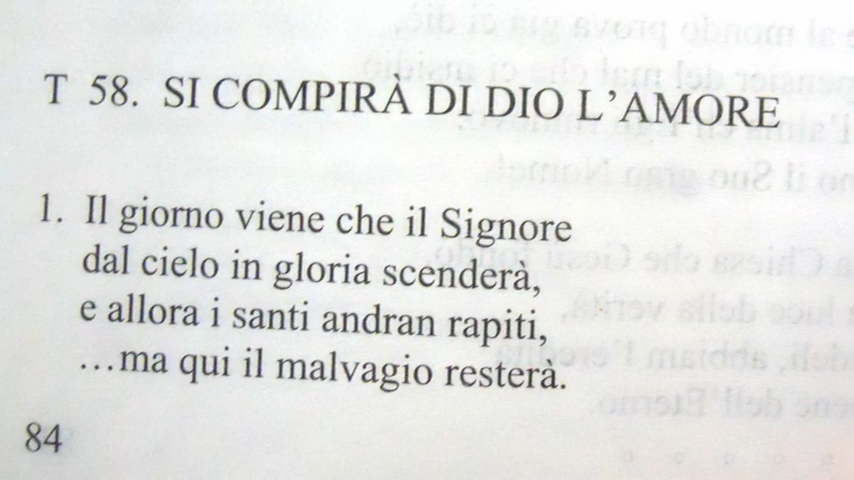 T 58. SI COMPIRÀ DI DIO L'AMORE
1. Il giorno viene che il Signore
dal cielo in gloria scenderà,
e allora i santi andran rapiti,
…ma qui il malvagio resterà.
84